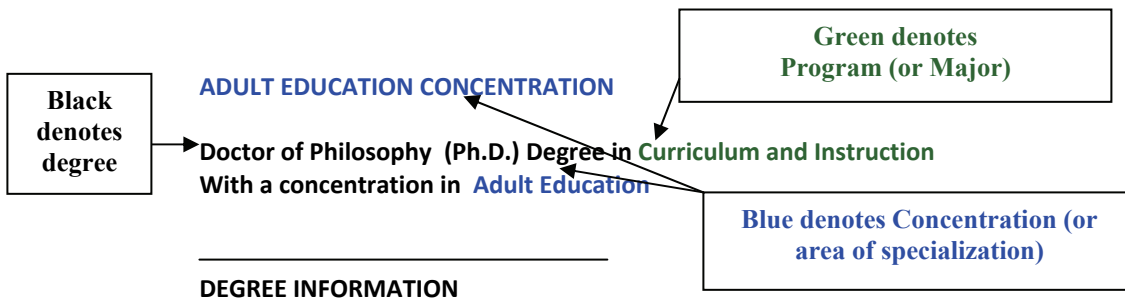 Green denotes
Program (or Major)
ADULT EDUCATION CONCENTRATION
Black
denotes
degree
Doctor of Philosophy (Ph.D.) Degree in Curriculum and Instruction
With a concentration in Adult Education
Blue denotes Concentration (or
area of specialization)
DEGREE INFORMATION